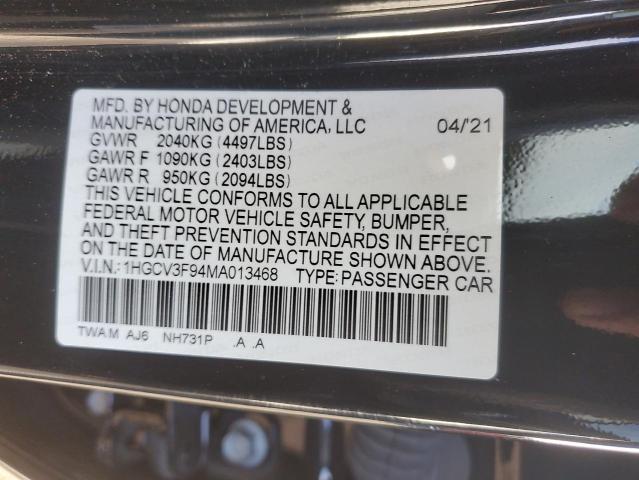 MFD. BY HONDA DEVELOPMENT &
MANUFACTURING OF AMERICA, LLC 04/'21
GVWR 2040KG (4497LBS)
GAWR F 1090KG (2403LBS)
GAWR R 950KG (2094LBS)
THIS VEHICLE CONFORMS TO ALL APPLICABLE
FEDERAL MOTOR VEHICLE SAFETY, BUMPER,
AND THEFT PREVENTION STANDARDS IN EFFECT
ON THE DATE OF MANUFACTURE SHOWN ABOVE.
V.I.N.: 1HGCV3F94MA013468 TYPE: PASSENGER CAR
TWA M AJ6 NH731P .A .A